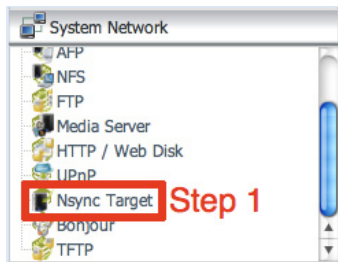 System Network
AFP
NFS
FTP
Media Server
HTTP / Web Disk
UPnP
Nsync Target Step 1
Bonjour
TFTP